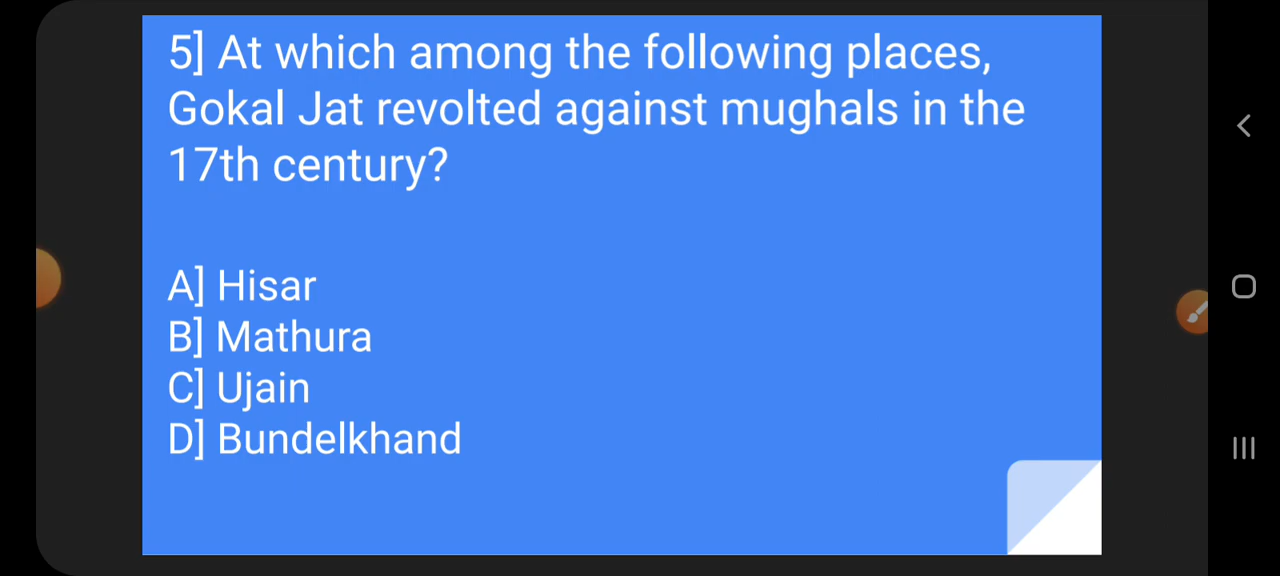 5] At which among the following places,
Gokal Jat revolted against mughals in the
17th century?
A] Hisar
B] Mathura
C] Ujain
D] Bundelkhand